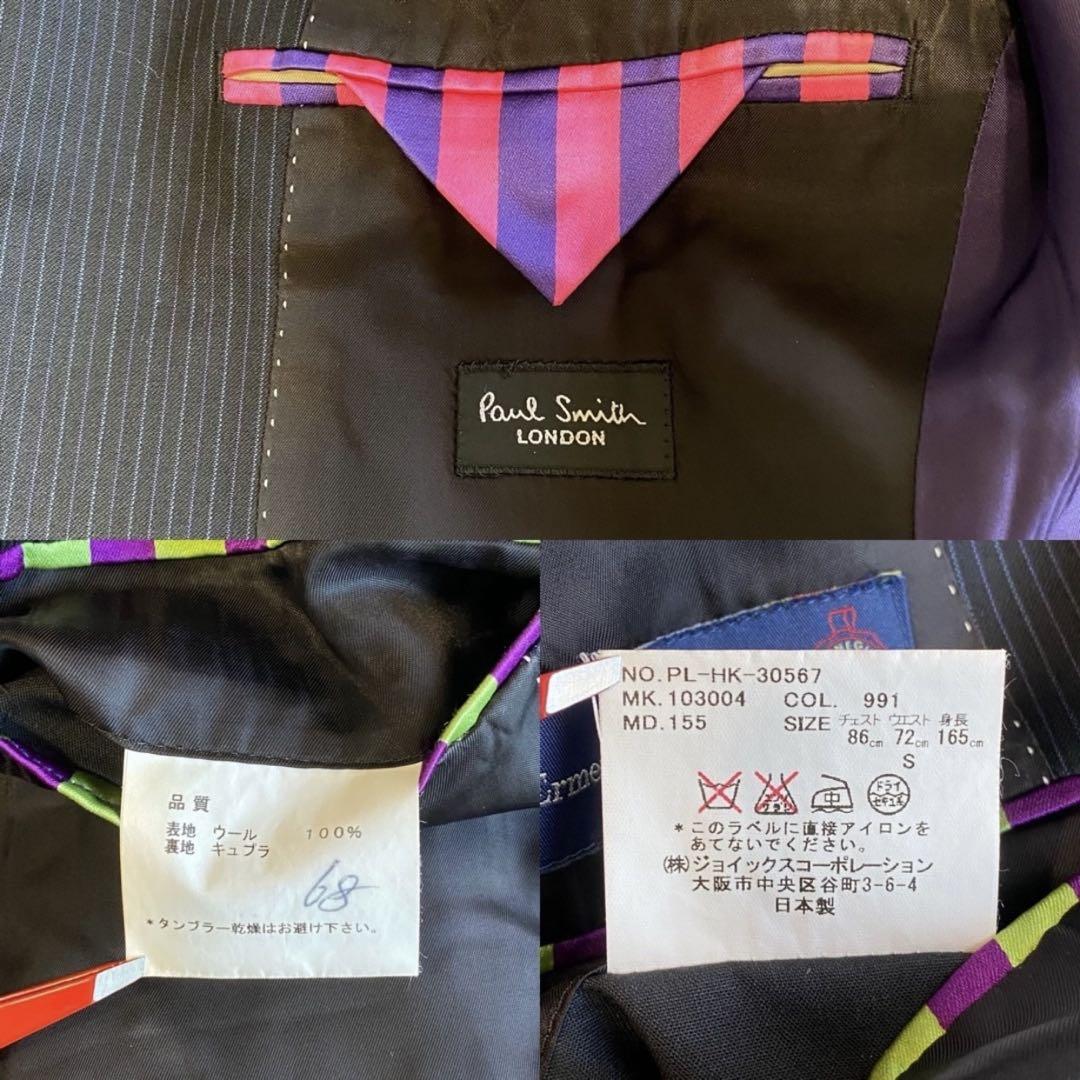 Paul Smith
LONDON
品質
表地 ウール 100%
裏地 キュプラ
68
*タンブラー乾燥はお避け下さい。
NO.PL-HK-30567
MK.103004 COL. 991
MD.155 SIZE チェスト ウエスト 身長
86cm 72cm 165cm
S
ドライ
セキユ系
*このラベルに直接アイロンを
あてないでください。
(株)ジョイックスコーポレーション
大阪市中央区谷町3-6-4
日本製
Erme